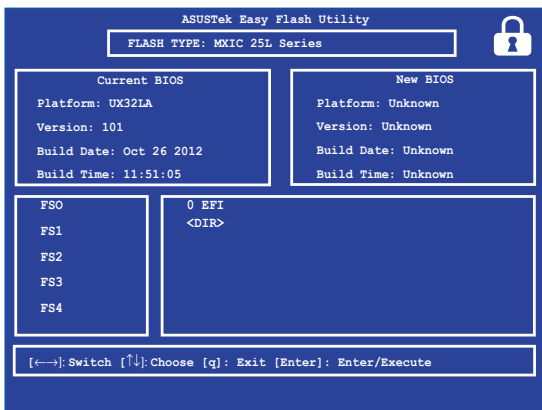 ASUSTek Easy Flash Utility
FLASH TYPE: MXIC 25L Series
Current BIOS
Platform: UX32LA
Version: 101
Build Date: Oct 26 2012
Build Time: 11:51:05
New BIOS
Platform: Unknown
Version: Unknown
Build Date: Unknown
Build Time: Unknown
FSO
FS1
FS2
FS3
FS4
0 EFI
<DIR>
[←→]: Switch [↑↓]: Choose [q]: Exit [Enter]: Enter/Execute